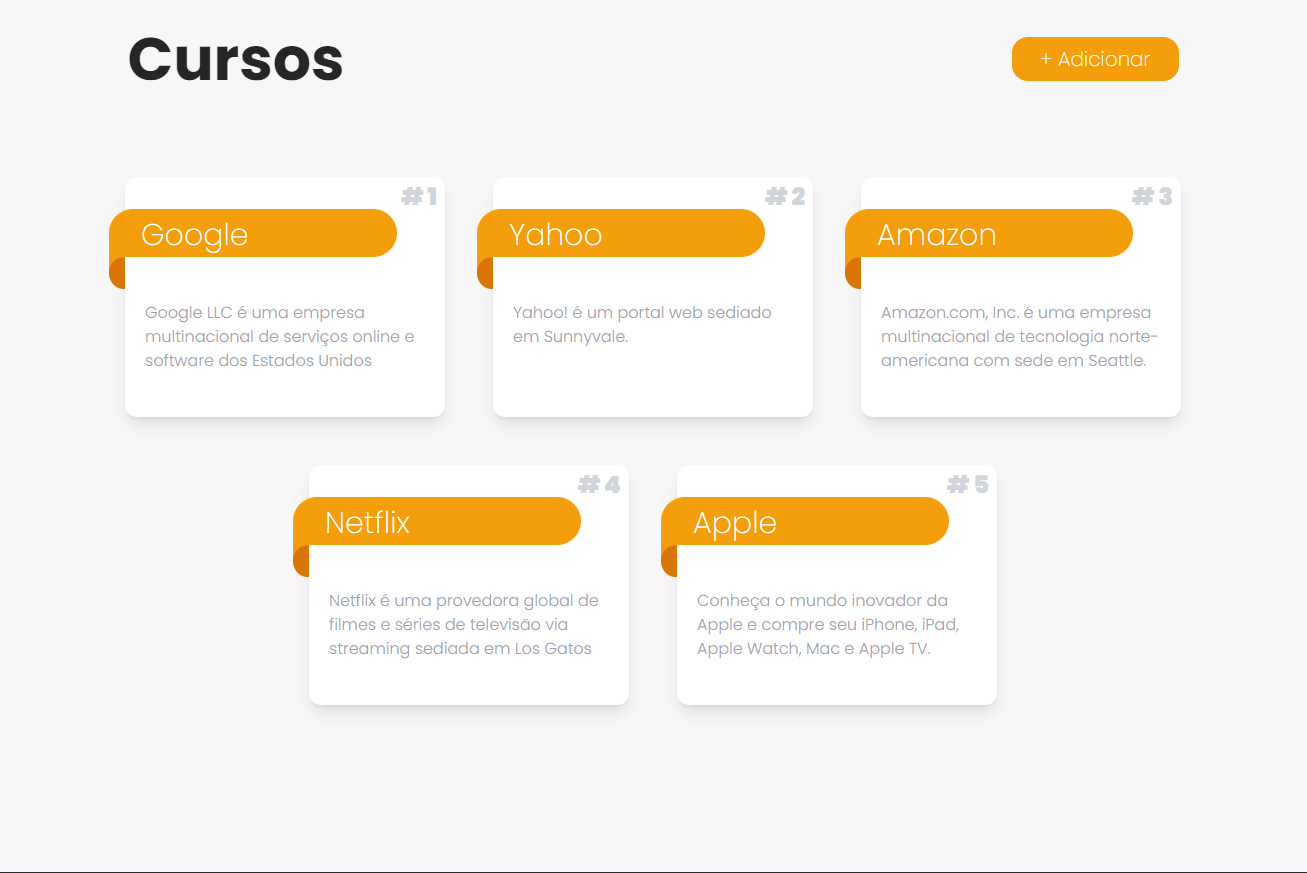 Cursos
+ Adicionar
#1
Google
Google LLC é uma empresa
multinacional de serviços online e
software dos Estados Unidos
#2
Yahoo
Yahoo! é um portal web sediado
em Sunnyvale.
#3
Amazon
Amazon.com, Inc. é uma empresa
multinacional de tecnologia norte-
americana com sede em Seattle.
#4
Netflix
Netflix é uma provedora global de
filmes e séries de televisão via
streaming sediada em Los Gatos
#5
Apple
Conheça o mundo inovador da
Apple e compre seu iPhone, iPad,
Apple Watch, Mac e Apple TV.